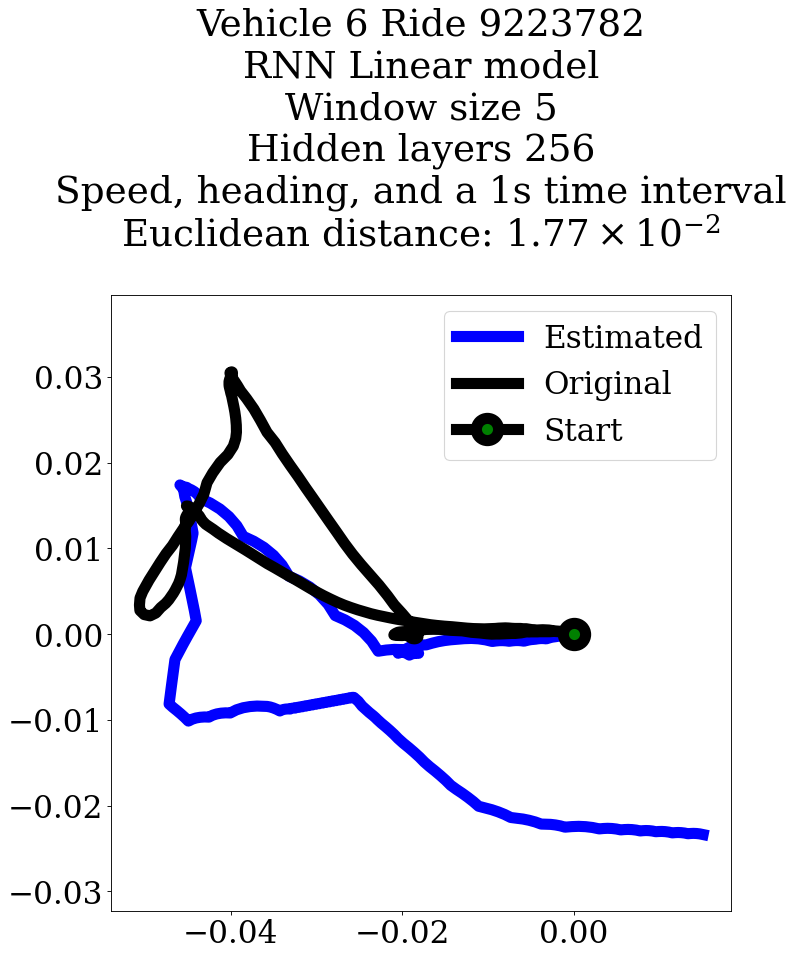 Vehicle 6 Ride 9223782
RNN Linear model
Window size 5
Hidden layers 256
Speed, heading, and a 1s time interval
Euclidean distance: 1.77 × 10⁻²
Estimated
Original
Start
0.03
0.02
0.01
0.00
−0.01
−0.02
−0.03
−0.04 −0.02 0.00